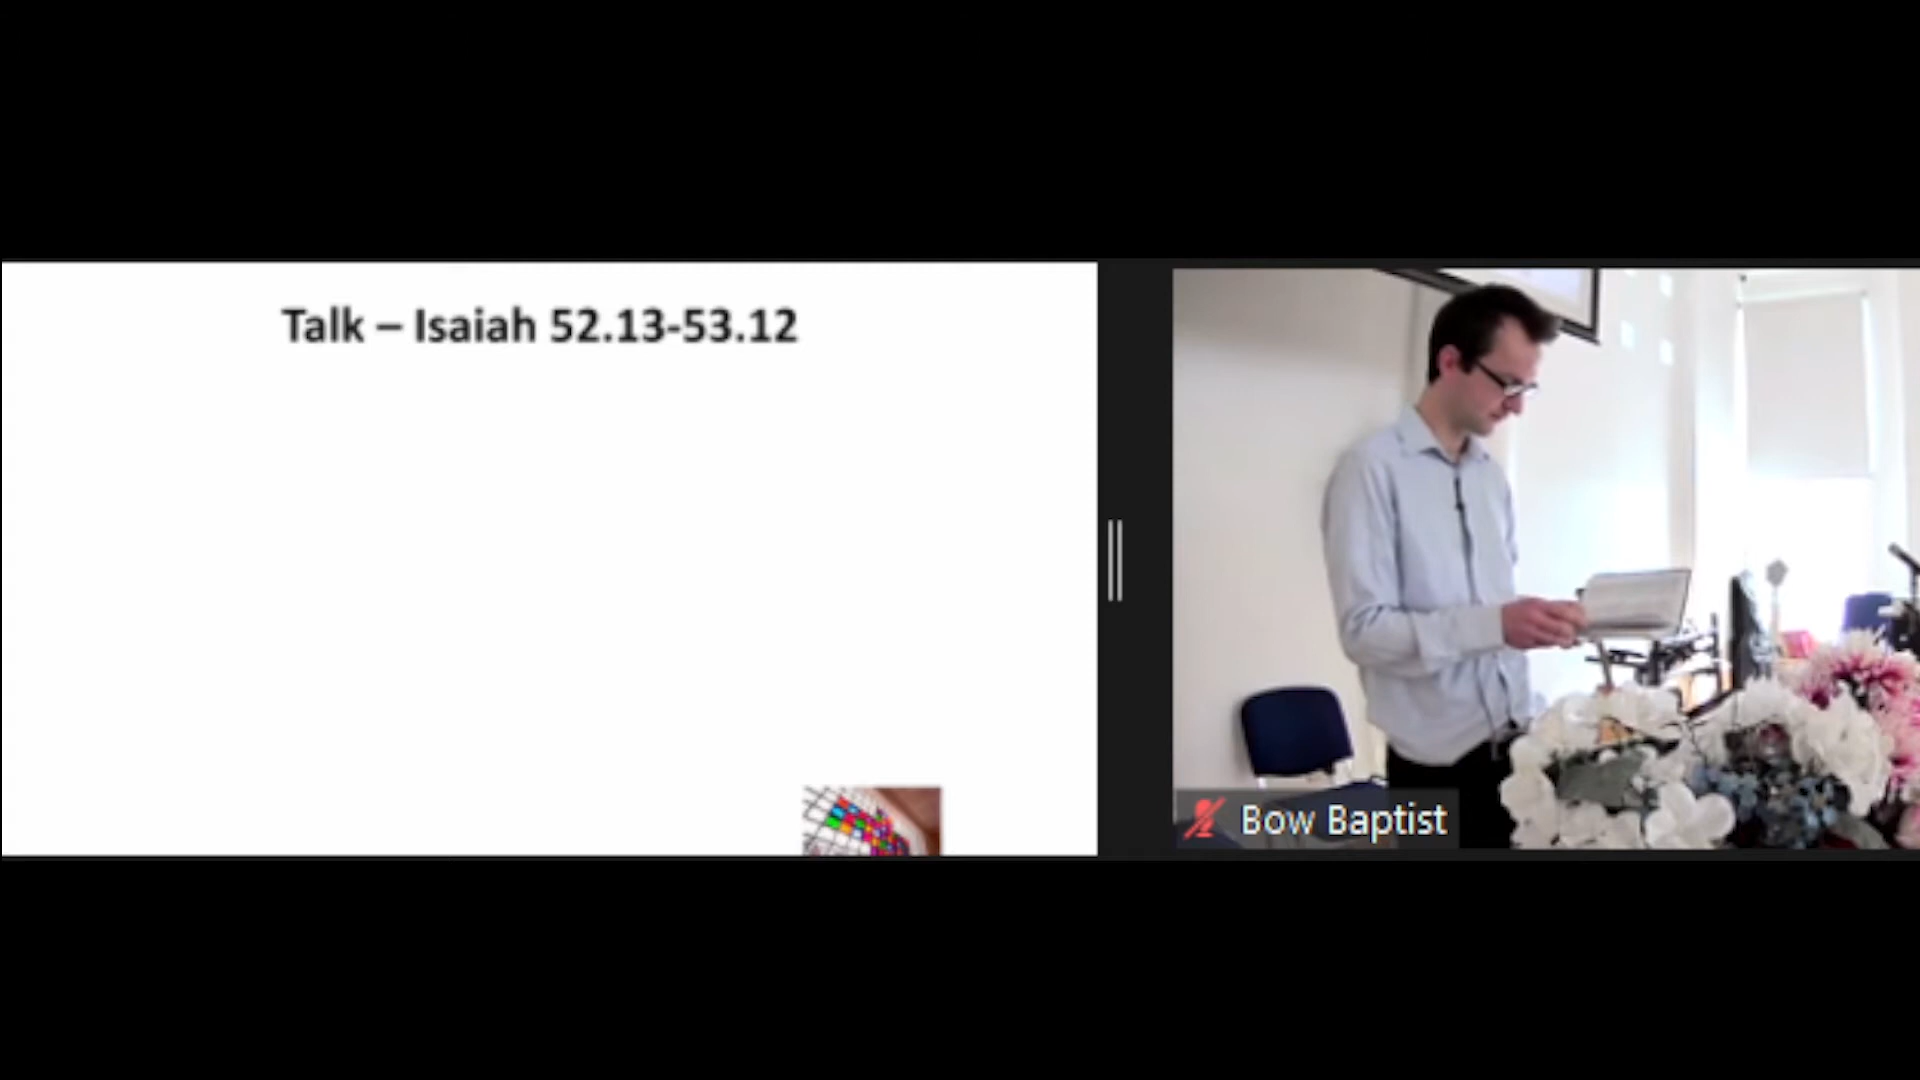 Talk – Isaiah 52.13-53.12
Bow Baptist